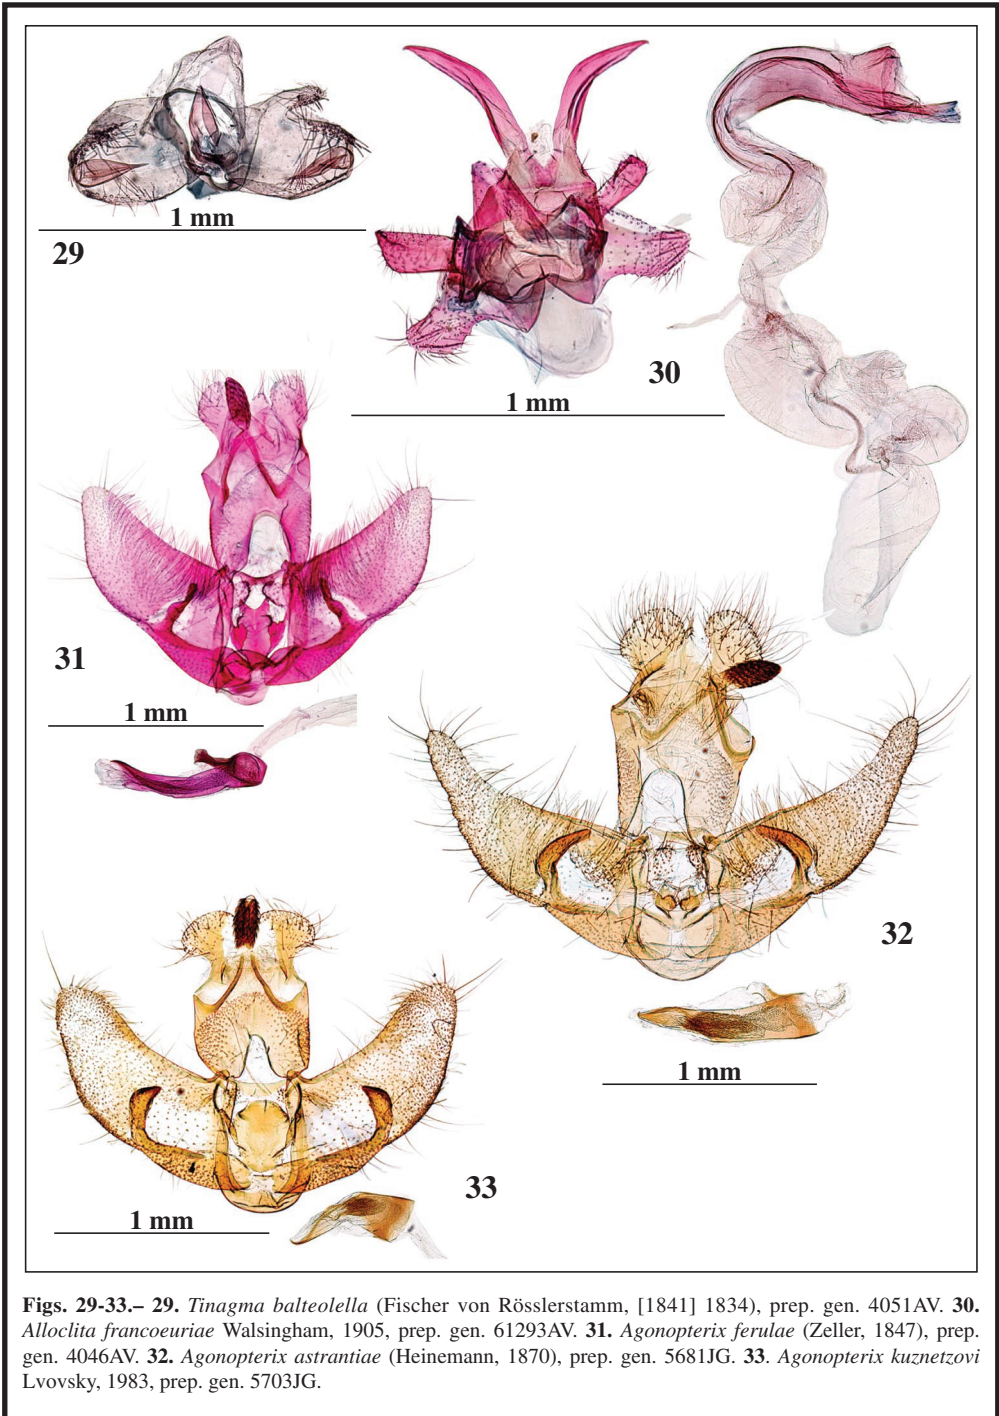 1 mm
29
30
1 mm
31
1 mm
32
1 mm
33
1 mm
Figs. 29-33.– 29. Tinagma balteolella (Fischer von Rösslerstamm, [1841] 1834), prep. gen. 4051AV. 30.
Alloclita francoeuriae Walsingham, 1905, prep. gen. 61293AV. 31. Agonopterix ferulae (Zeller, 1847), prep.
gen. 4046AV. 32. Agonopterix astrantiae (Heinemann, 1870), prep. gen. 5681JG. 33. Agonopterix kuznetzovi
Lvovsky, 1983, prep. gen. 5703JG.